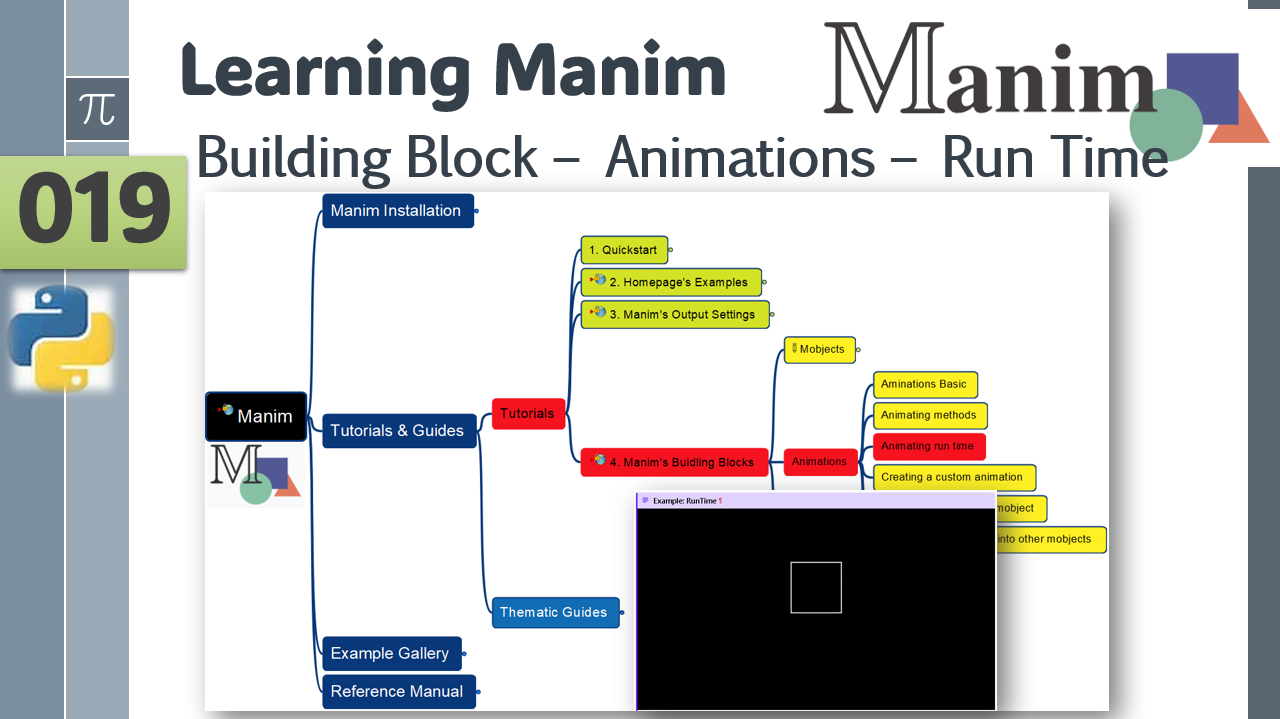 Learning Manim
Manim
π
Building Block – Animations – Run Time
019
Manim Installation
1. Quickstart
2. Homepage's Examples
3. Manim's Output Settings
Mobjects
Aminations Basic
Manim
Tutorials & Guides
Tutorials
Animating methods
Animating run time
4. Manim's Buidling Blocks
Animations
Creating a custom animation
Manim
Example: RunTime ¶
mobject
into other mobjects
Thematic Guides
Example Gallery
Reference Manual